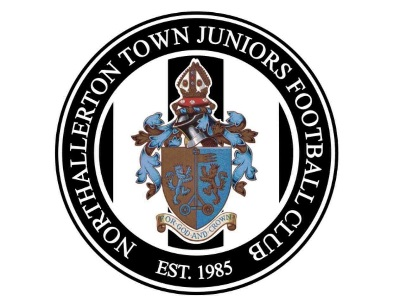 NORTHALLERTON TOWN JUNIORS FOOTBALL CLUB
FOR GOD AND CROWN
EST. 1985